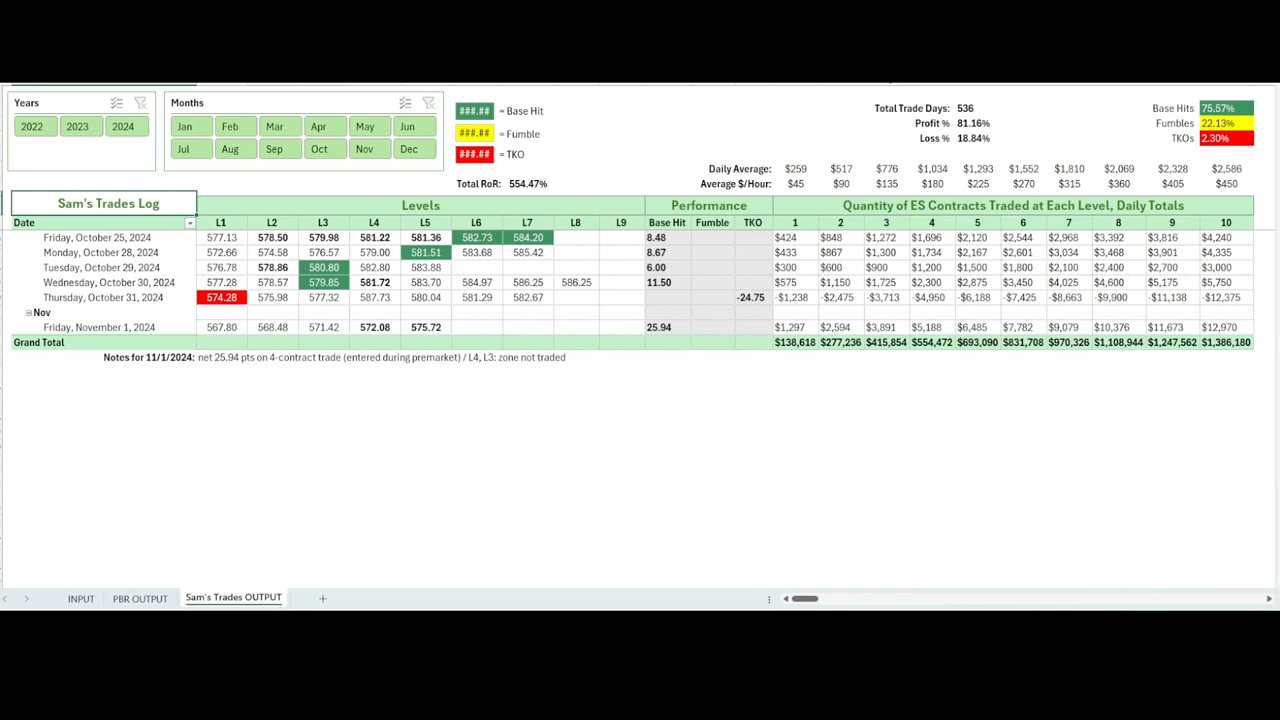 Years Months
2022 2023 2024
Jan Feb Mar Apr May Jun
Jul Aug Sep Oct Nov Dec
###.## = Base Hit
###.## = Fumble
###.## = TKO
Total RoR: 554.47%
Total Trade Days: 536
Profit % 81.16%
Loss % 18.84%
Base Hits 75.57%
Fumbles 22.13%
TKOs 2.30%
Daily Average: $259 $517 $776 $1,034 $1,293 $1,552 $1,810 $2,069 $2,328 $2,586
Average $/Hour: $45 $90 $135 $180 $225 $270 $315 $360 $405 $450
Sam's Trades Log Levels Performance Quantity of ES Contracts Traded at Each Level, Daily Totals
Date L1 L2 L3 L4 L5 L6 L7 L8 L9 Base Hit Fumble TKO 1 2 3 4 5 6 7 8 9 10
Friday, October 25, 2024 577.13 578.50 579.98 581.22 581.36 582.73 584.20 8.48 $424 $848 $1,272 $1,696 $2,120 $2,544 $2,968 $3,392 $3,816 $4,240
Monday, October 28, 2024 572.66 574.58 576.57 579.00 581.51 583.68 585.42 8.67 $433 $867 $1,300 $1,734 $2,167 $2,601 $3,034 $3,468 $3,901 $4,335
Tuesday, October 29, 2024 576.78 578.86 580.80 582.80 583.88 6.00 $300 $600 $900 $1,200 $1,500 $1,800 $2,100 $2,400 $2,700 $3,000
Wednesday, October 30, 2024 577.28 578.57 579.85 581.72 583.70 584.97 586.25 586.25 11.50 $575 $1,150 $1,725 $2,300 $2,875 $3,450 $4,025 $4,600 $5,175 $5,750
Thursday, October 31, 2024 574.28 575.98 577.32 587.73 580.04 581.29 582.67 -24.75 -$1,238 -$2,475 -$3,713 -$4,950 -$6,188 -$7,425 -$8,663 -$9,900 -$11,138 -$12,375
Nov
Friday, November 1, 2024 567.80 568.48 571.42 572.08 575.72 25.94 $1,297 $2,594 $3,891 $5,188 $6,485 $7,782 $9,079 $10,376 $11,673 $12,970
Grand Total $138,618 $277,236 $415,854 $554,472 $693,090 $831,708 $970,326 $1,108,944 $1,247,562 $1,386,180
Notes for 11/1/2024: net 25.94 pts on 4-contract trade (entered during premarket) / L4, L3: zone not traded
INPUT PBR OUTPUT Sam's Trades OUTPUT +